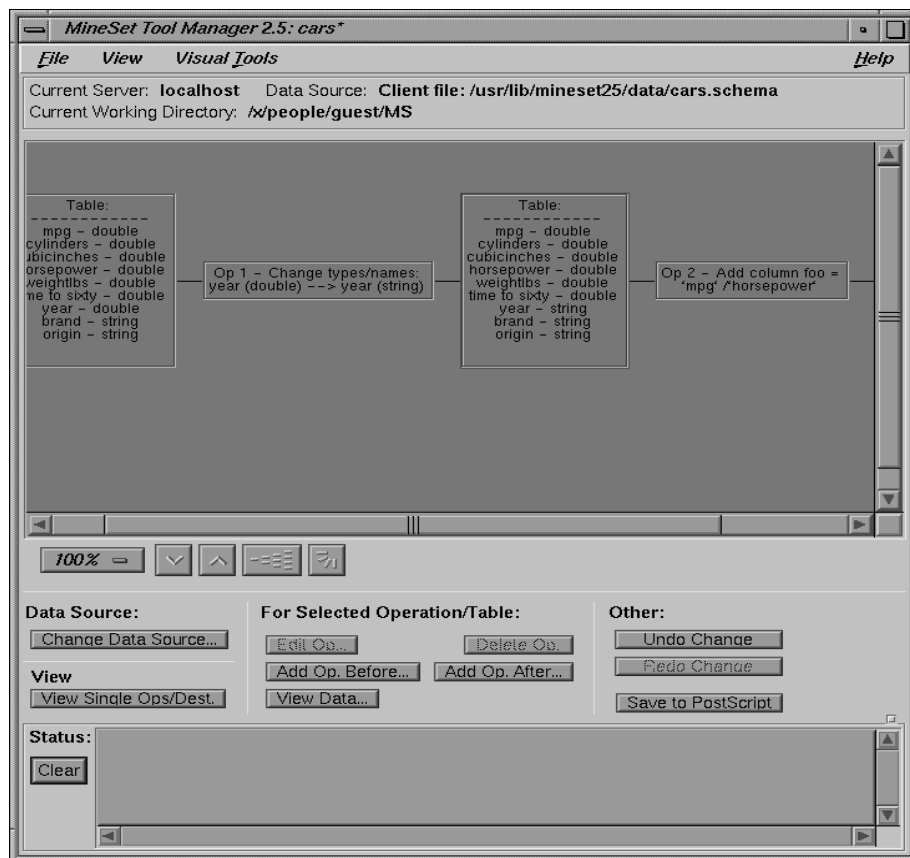 MineSet Tool Manager 2.5: cars*
File View Visual Tools Help
Current Server: localhost Data Source: Client file: /usr/lib/mineset25/data/cars.schema
Current Working Directory: /x/people/guest/MS
Table:
------------
mpg – double
cylinders – double
ubicinches – double
orsepower – double
weightlbs – double
me to sixty – double
year – double
brand – string
origin – string
Op 1 – Change types/names:
year (double) --> year (string)
Table:
------------
mpg – double
cylinders – double
cubicinches – double
horsepower – double
weightlbs – double
time to sixty – double
year – string
brand – string
origin – string
Op 2 – Add column foo =
`mpg` /`horsepower`
100%
Data Source:
Change Data Source...
View
View Single Ops/Dest.
For Selected Operation/Table:
Edit Op...
Delete Op.
Add Op. Before...
Add Op. After...
View Data...
Other:
Undo Change
Redo Change
Save to PostScript
Status:
Clear